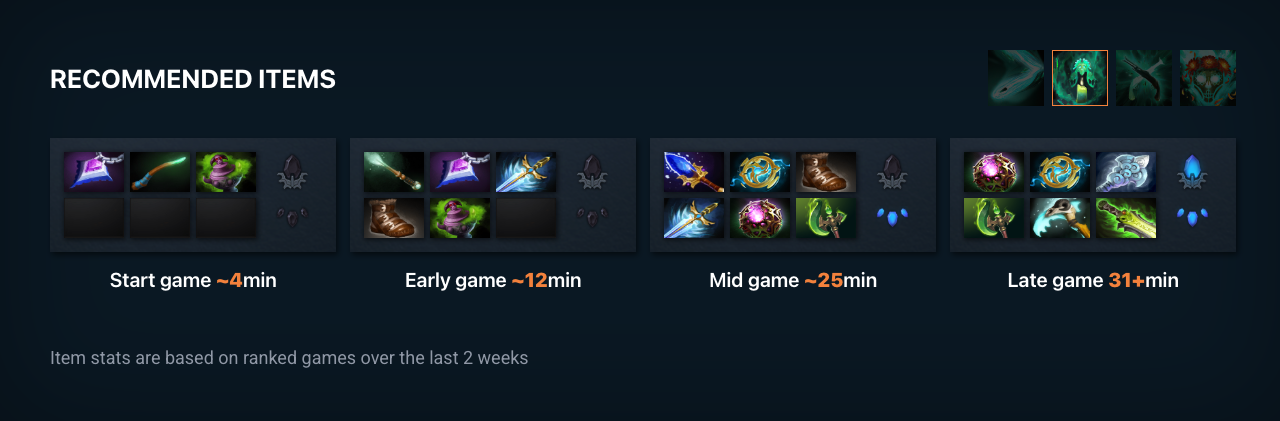 RECOMMENDED ITEMS
Start game ~4min
Early game ~12min
Mid game ~25min
Late game 31+min
Item stats are based on ranked games over the last 2 weeks